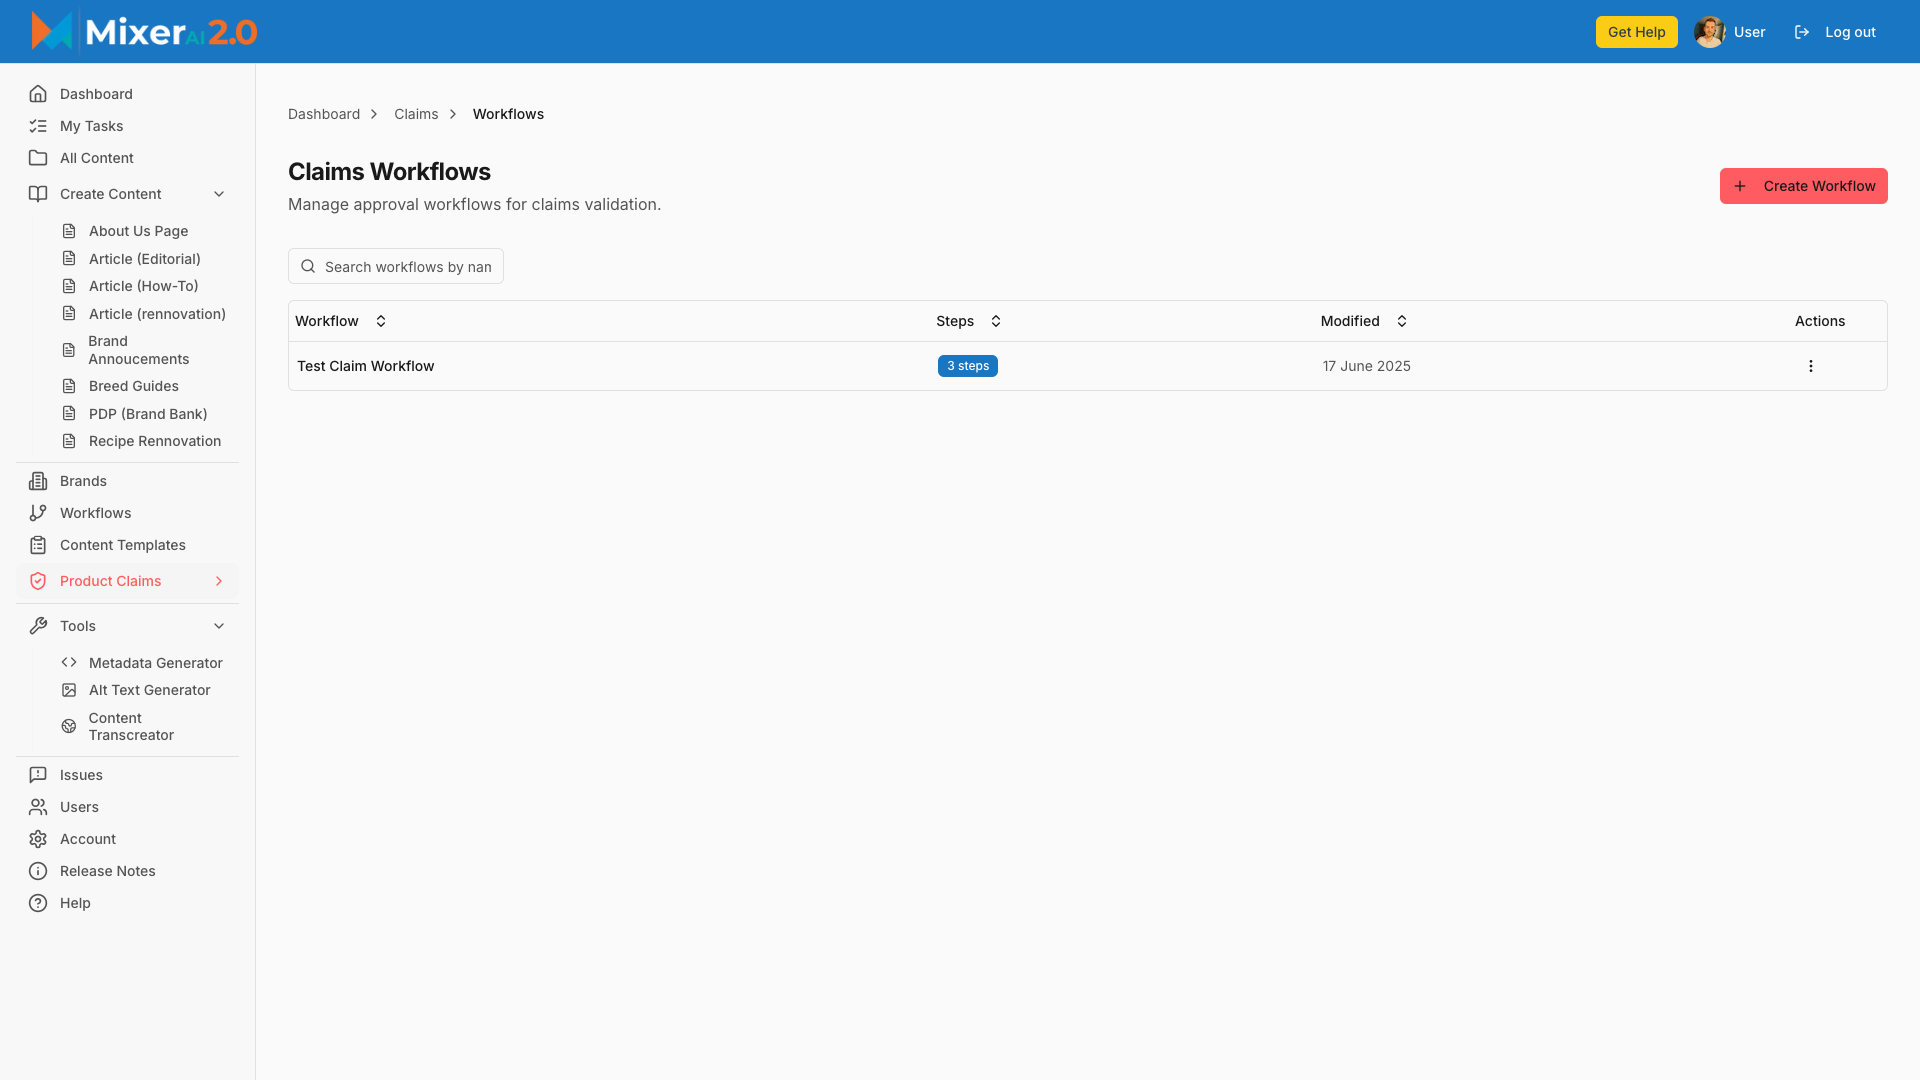 MixerAI 2.0
Get Help
User
Log out
Dashboard
My Tasks
All Content
Create Content
About Us Page
Article (Editorial)
Article (How-To)
Article (rennovation)
Brand
Annoucements
Breed Guides
PDP (Brand Bank)
Recipe Rennovation
Brands
Workflows
Content Templates
Product Claims
Tools
Metadata Generator
Alt Text Generator
Content
Transcreator
Issues
Users
Account
Release Notes
Help
Dashboard Claims Workflows
Claims Workflows
Manage approval workflows for claims validation.
Create Workflow
Search workflows by nan
Workflow Steps Modified Actions
Test Claim Workflow 3 steps 17 June 2025